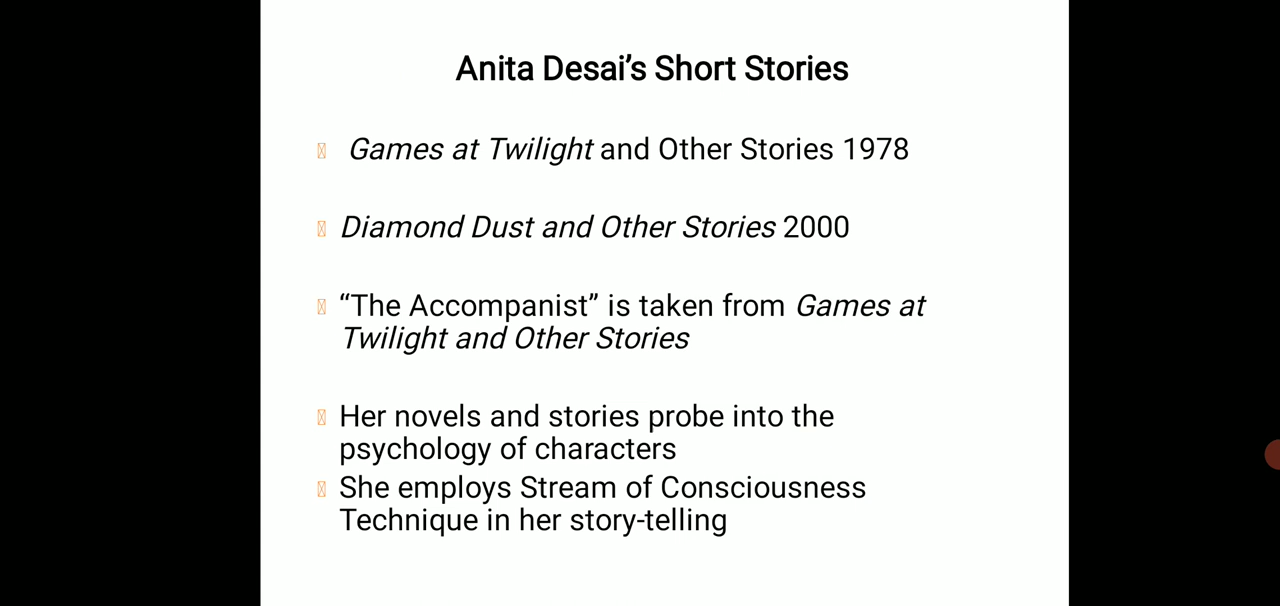 Anita Desai’s Short Stories
Games at Twilight and Other Stories 1978
Diamond Dust and Other Stories 2000
“The Accompanist” is taken from Games at
Twilight and Other Stories
Her novels and stories probe into the
psychology of characters
She employs Stream of Consciousness
Technique in her story-telling